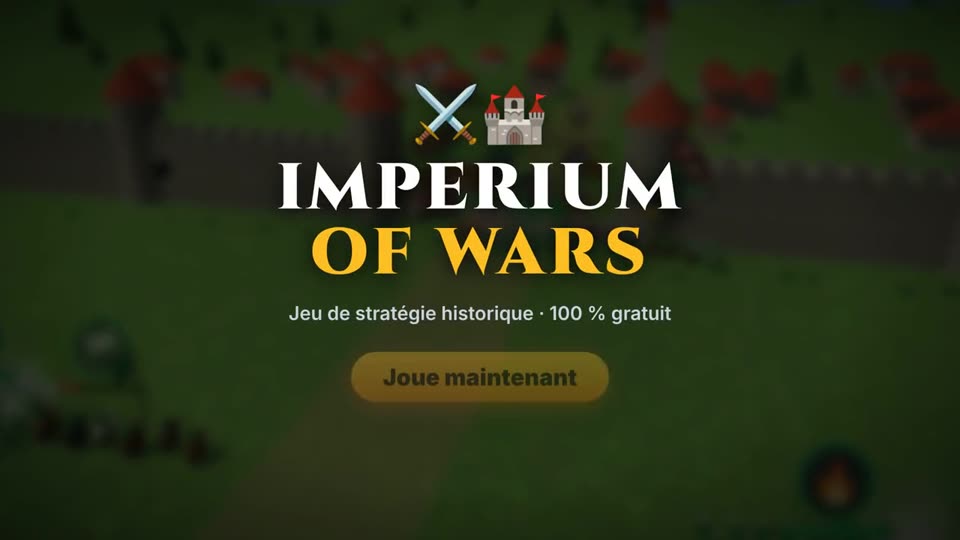 IMPERIUM
OF WARS
Jeu de stratégie historique · 100 % gratuit
Joue maintenant